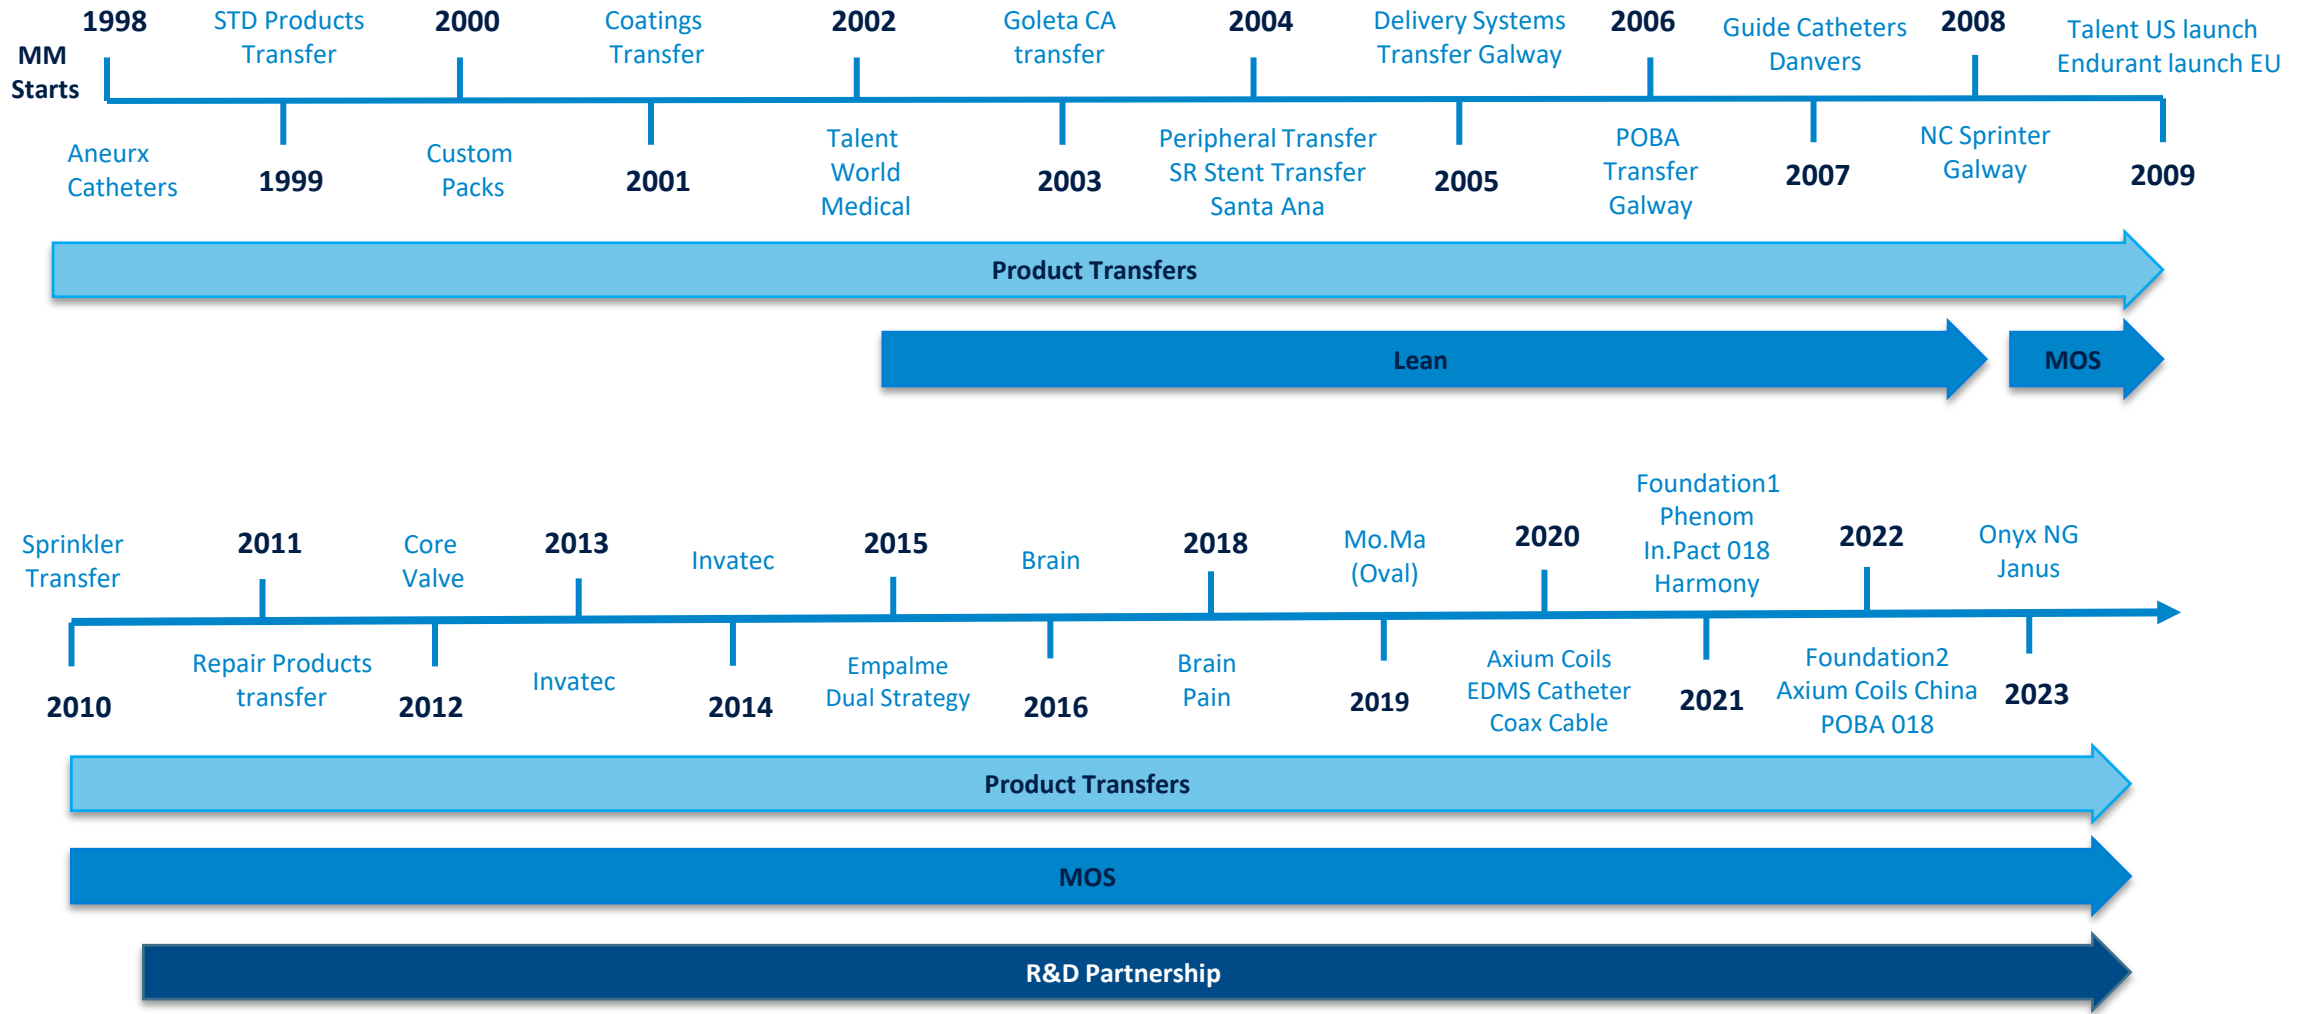 MM
Starts
1998
Aneurx
Catheters
STD Products
Transfer
1999
2000
Custom
Packs
Coatings
Transfer
2001
2002
Talent
World
Medical
Goleta CA
transfer
2003
2004
Peripheral Transfer
SR Stent Transfer
Santa Ana
Delivery Systems
Transfer Galway
2005
2006
POBA
Transfer
Galway
Guide Catheters
Danvers
2007
2008
NC Sprinter
Galway
Talent US launch
Endurant launch EU
2009
Product Transfers
Lean
MOS
Sprinkler
Transfer
2010
2011
Repair Products
transfer
Core
Valve
2012
2013
Invatec
Invatec
2014
2015
Empalme
Dual Strategy
Brain
2016
2018
Brain
Pain
Mo.Ma
(Oval)
2019
2020
Axium Coils
EDMS Catheter
Coax Cable
Foundation1
Phenom
In.Pact 018
Harmony
2021
2022
Foundation2
Axium Coils China
POBA 018
Onyx NG
Janus
2023
Product Transfers
MOS
R&D Partnership